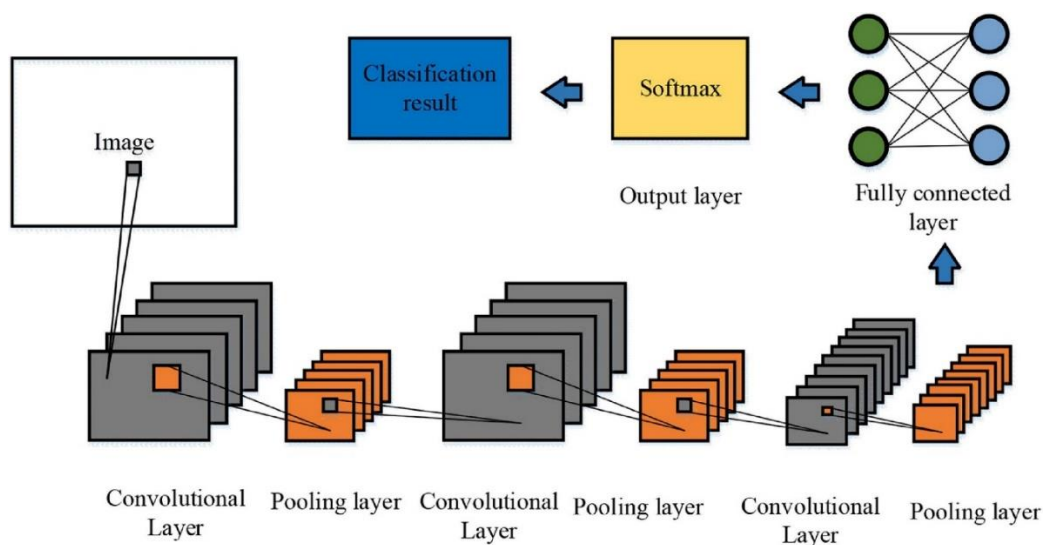 Image
Classification
result
Softmax
Output layer
Fully connected
layer
Convolutional
Layer
Pooling layer
Convolutional
Layer
Pooling layer
Convolutional
Layer
Pooling layer